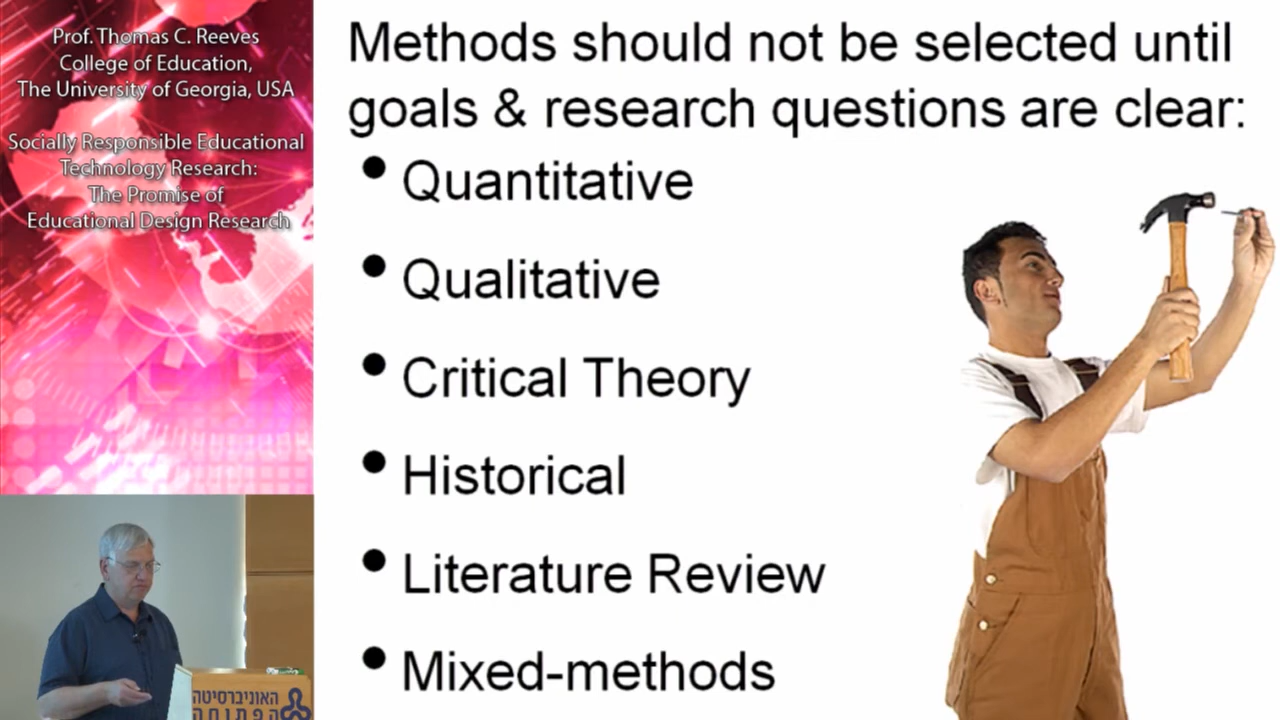 Prof. Thomas C. Reeves
College of Education,
The University of Georgia, USA
Socially Responsible Educational
Technology Research:
The Promise of
Educational Design Research
Methods should not be selected until
goals & research questions are clear:
• Quantitative
• Qualitative
• Critical Theory
• Historical
• Literature Review
• Mixed-methods
האוניברסיטה
הפתוחה